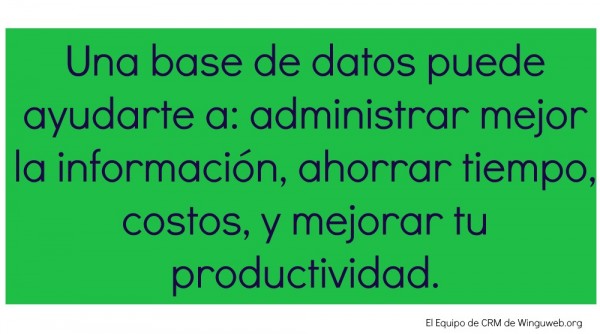 Una base de datos puede
ayudarte a: administrar mejor
la información, ahorrar tiempo,
costos, y mejorar tu
productividad.
El Equipo de CRM de Winguweb.org